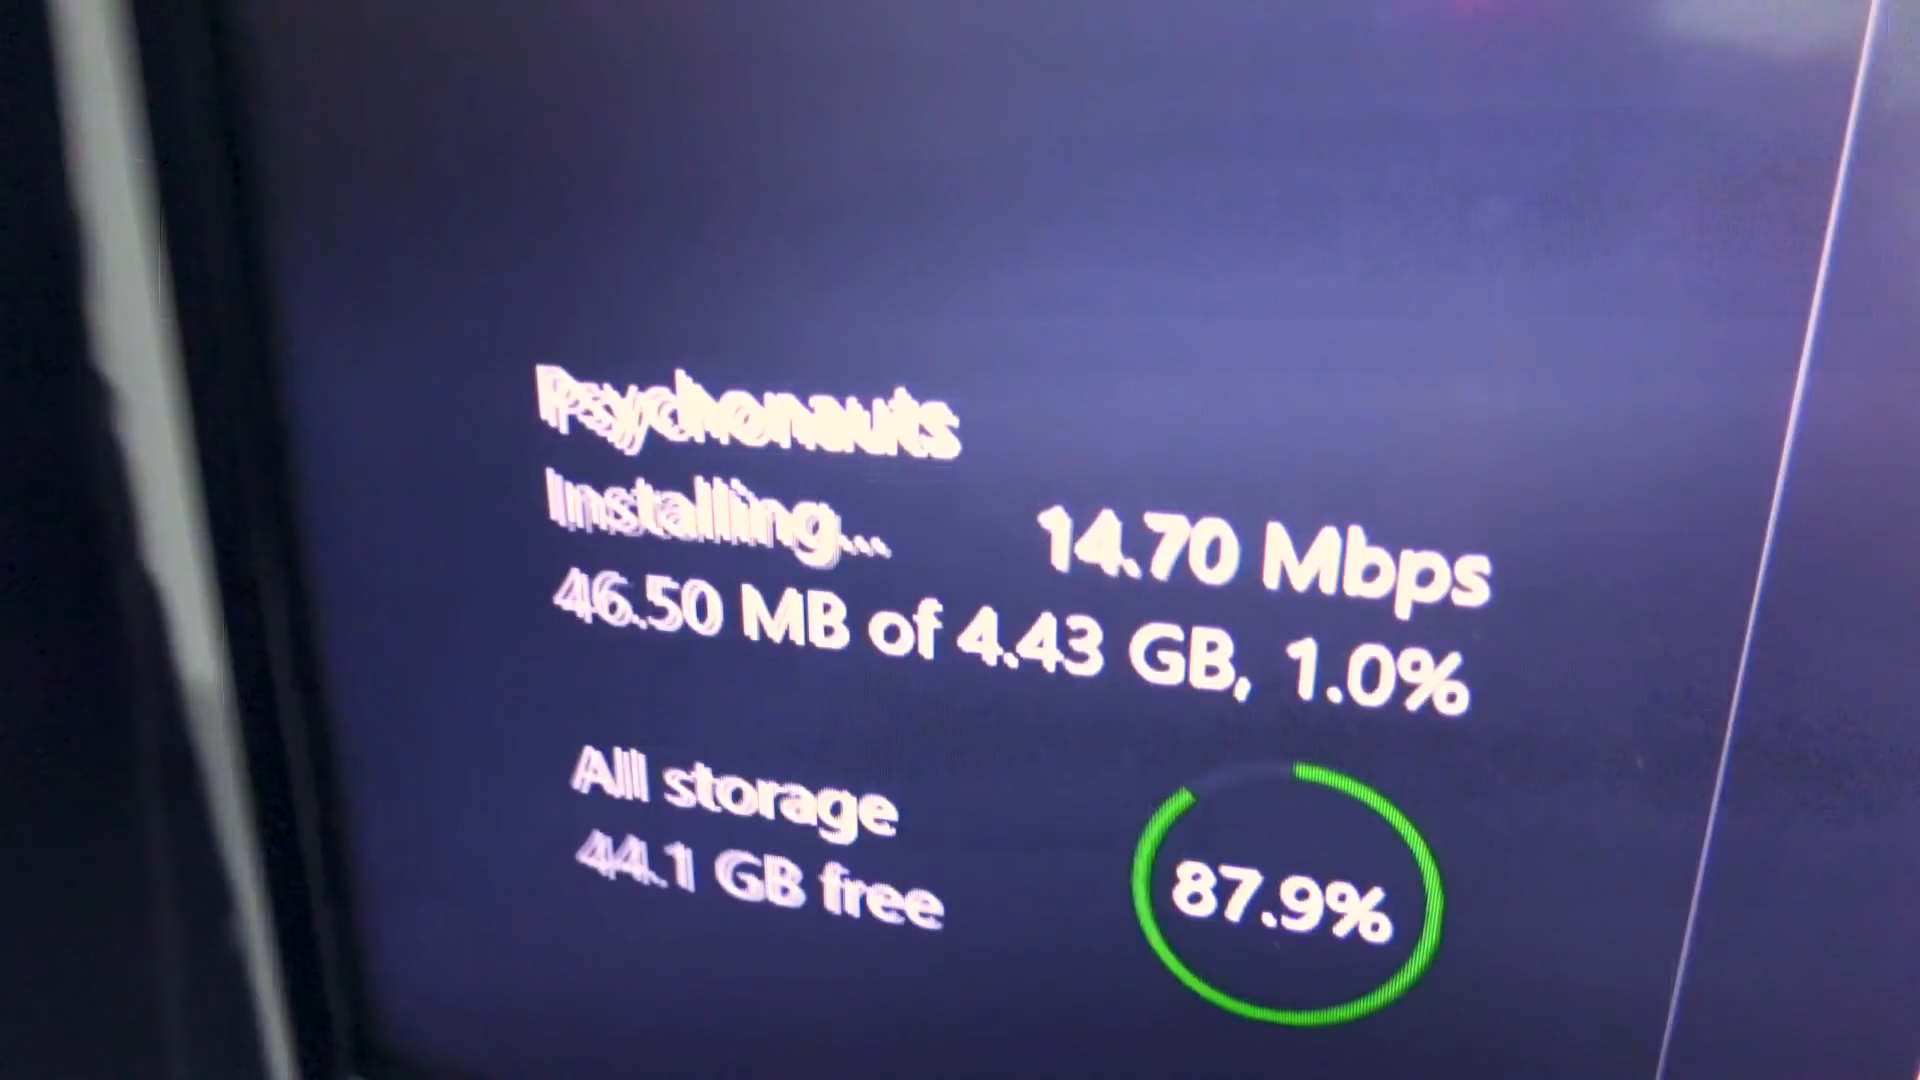 Psychonauts
Installing... 14.70 Mbps
46.50 MB of 4.43 GB, 1.0%
All storage
44.1 GB free
87.9%